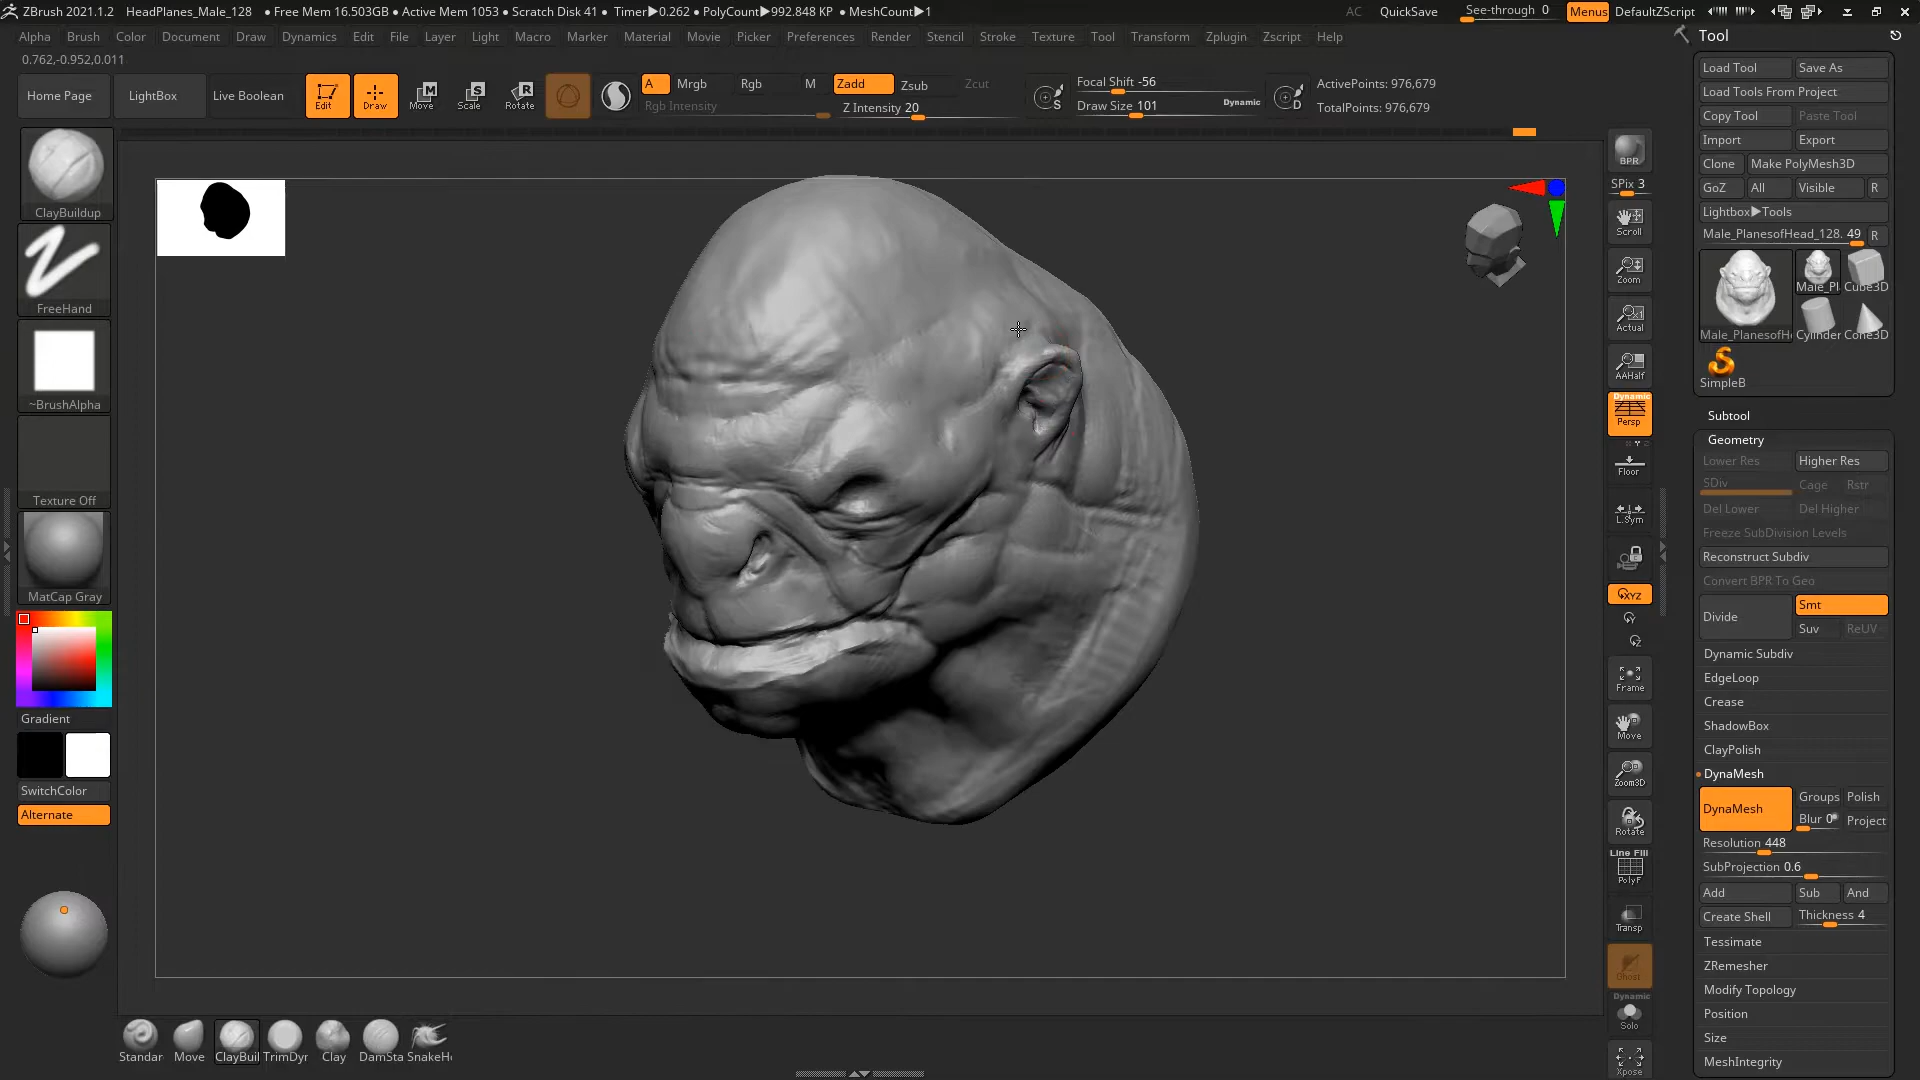 ZBrush 2021.1.2 HeadPlanes_Male_128 • Free Mem 16.503GB • Active Mem 1053 • Scratch Disk 41 • Timer▶0.262 • PolyCount▶992.848 KP • MeshCount▶1 AC QuickSave See-through 0 Menus DefaultZScript
Alpha Brush Color Document Draw Dynamics Edit File Layer Light Macro Marker Material Movie Picker Preferences Render Stencil Stroke Texture Tool Transform Zplugin Zscript Help
0.762,-0.952,0.011
Home Page LightBox Live Boolean Edit Draw Move Scale Rotate
A Mrgb Rgb M Zadd Zsub Zcut
Rgb Intensity Z Intensity 20
Focal Shift -56
Draw Size 101 Dynamic
ActivePoints: 976,679
TotalPoints: 976,679
ClayBuildup
FreeHand
~BrushAlpha
Texture Off
MatCap Gray
Gradient
SwitchColor
Alternate
Standar Move ClayBuil TrimDyr Clay DamSta SnakeH
BPR
SPix 3
Scroll
Zoom
Actual
AAHalf
Dynamic
Persp
Floor
L.Sym
XYZ
Frame
Move
Zoom3D
Rotate
Line Fill
PolyF
Transp
Ghost
Dynamic
Solo
Xpose
Tool
Load Tool Save As
Load Tools From Project
Copy Tool Paste Tool
Import Export
Clone Make PolyMesh3D
GoZ All Visible R
Lightbox▶Tools
Male_PlanesofHead_128. 49 R
Male_Pl Cube3D
Male_PlanesofH Cylinder Cone3D
SimpleB
Subtool
Geometry
Lower Res Higher Res
SDiv Cage Rstr
Del Lower Del Higher
Freeze SubDivision Levels
Reconstruct Subdiv
Convert BPR To Geo
Divide Smt
Suv ReUV
Dynamic Subdiv
EdgeLoop
Crease
ShadowBox
ClayPolish
DynaMesh
DynaMesh Groups Polish
Blur 0 Project
Resolution 448
SubProjection 0.6
Add Sub And
Create Shell Thickness 4
Tessimate
ZRemesher
Modify Topology
Position
Size
MeshIntegrity